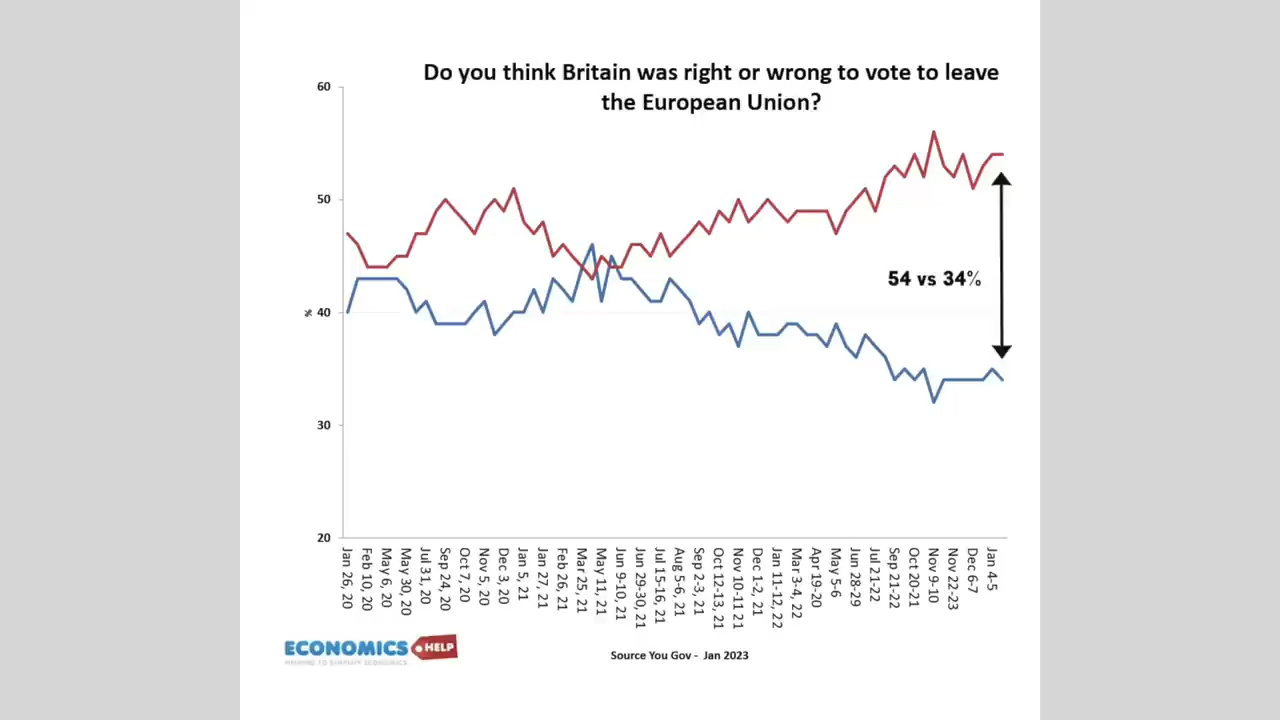 Do you think Britain was right or wrong to vote to leave
the European Union?
60
50
%
40
30
20
54 vs 34%
Jan 26, 20
Feb 10, 20
May 6, 20
May 30, 20
Jul 31, 20
Sep 24, 20
Oct 7, 20
Nov 5, 20
Dec 3, 20
Jan 5, 21
Jan 27, 21
Feb 26, 21
Mar 25, 21
May 11, 21
Jun 9-10, 21
Jun 29-30, 21
Jul 15-16, 21
Aug 5-6, 21
Sep 2-3, 21
Oct 12-13, 21
Nov 10-11 21
Dec 1-2, 21
Jan 11-12, 22
Mar 3-4, 22
Apr 19-20
May 5-6
Jun 28-29
Jul 21-22
Sep 21-22
Oct 20-21
Nov 9-10
Nov 22-23
Dec 6-7
Jan 4-5
ECONOMICS HELP
HELPING TO SIMPLIFY ECONOMICS
Source You Gov - Jan 2023